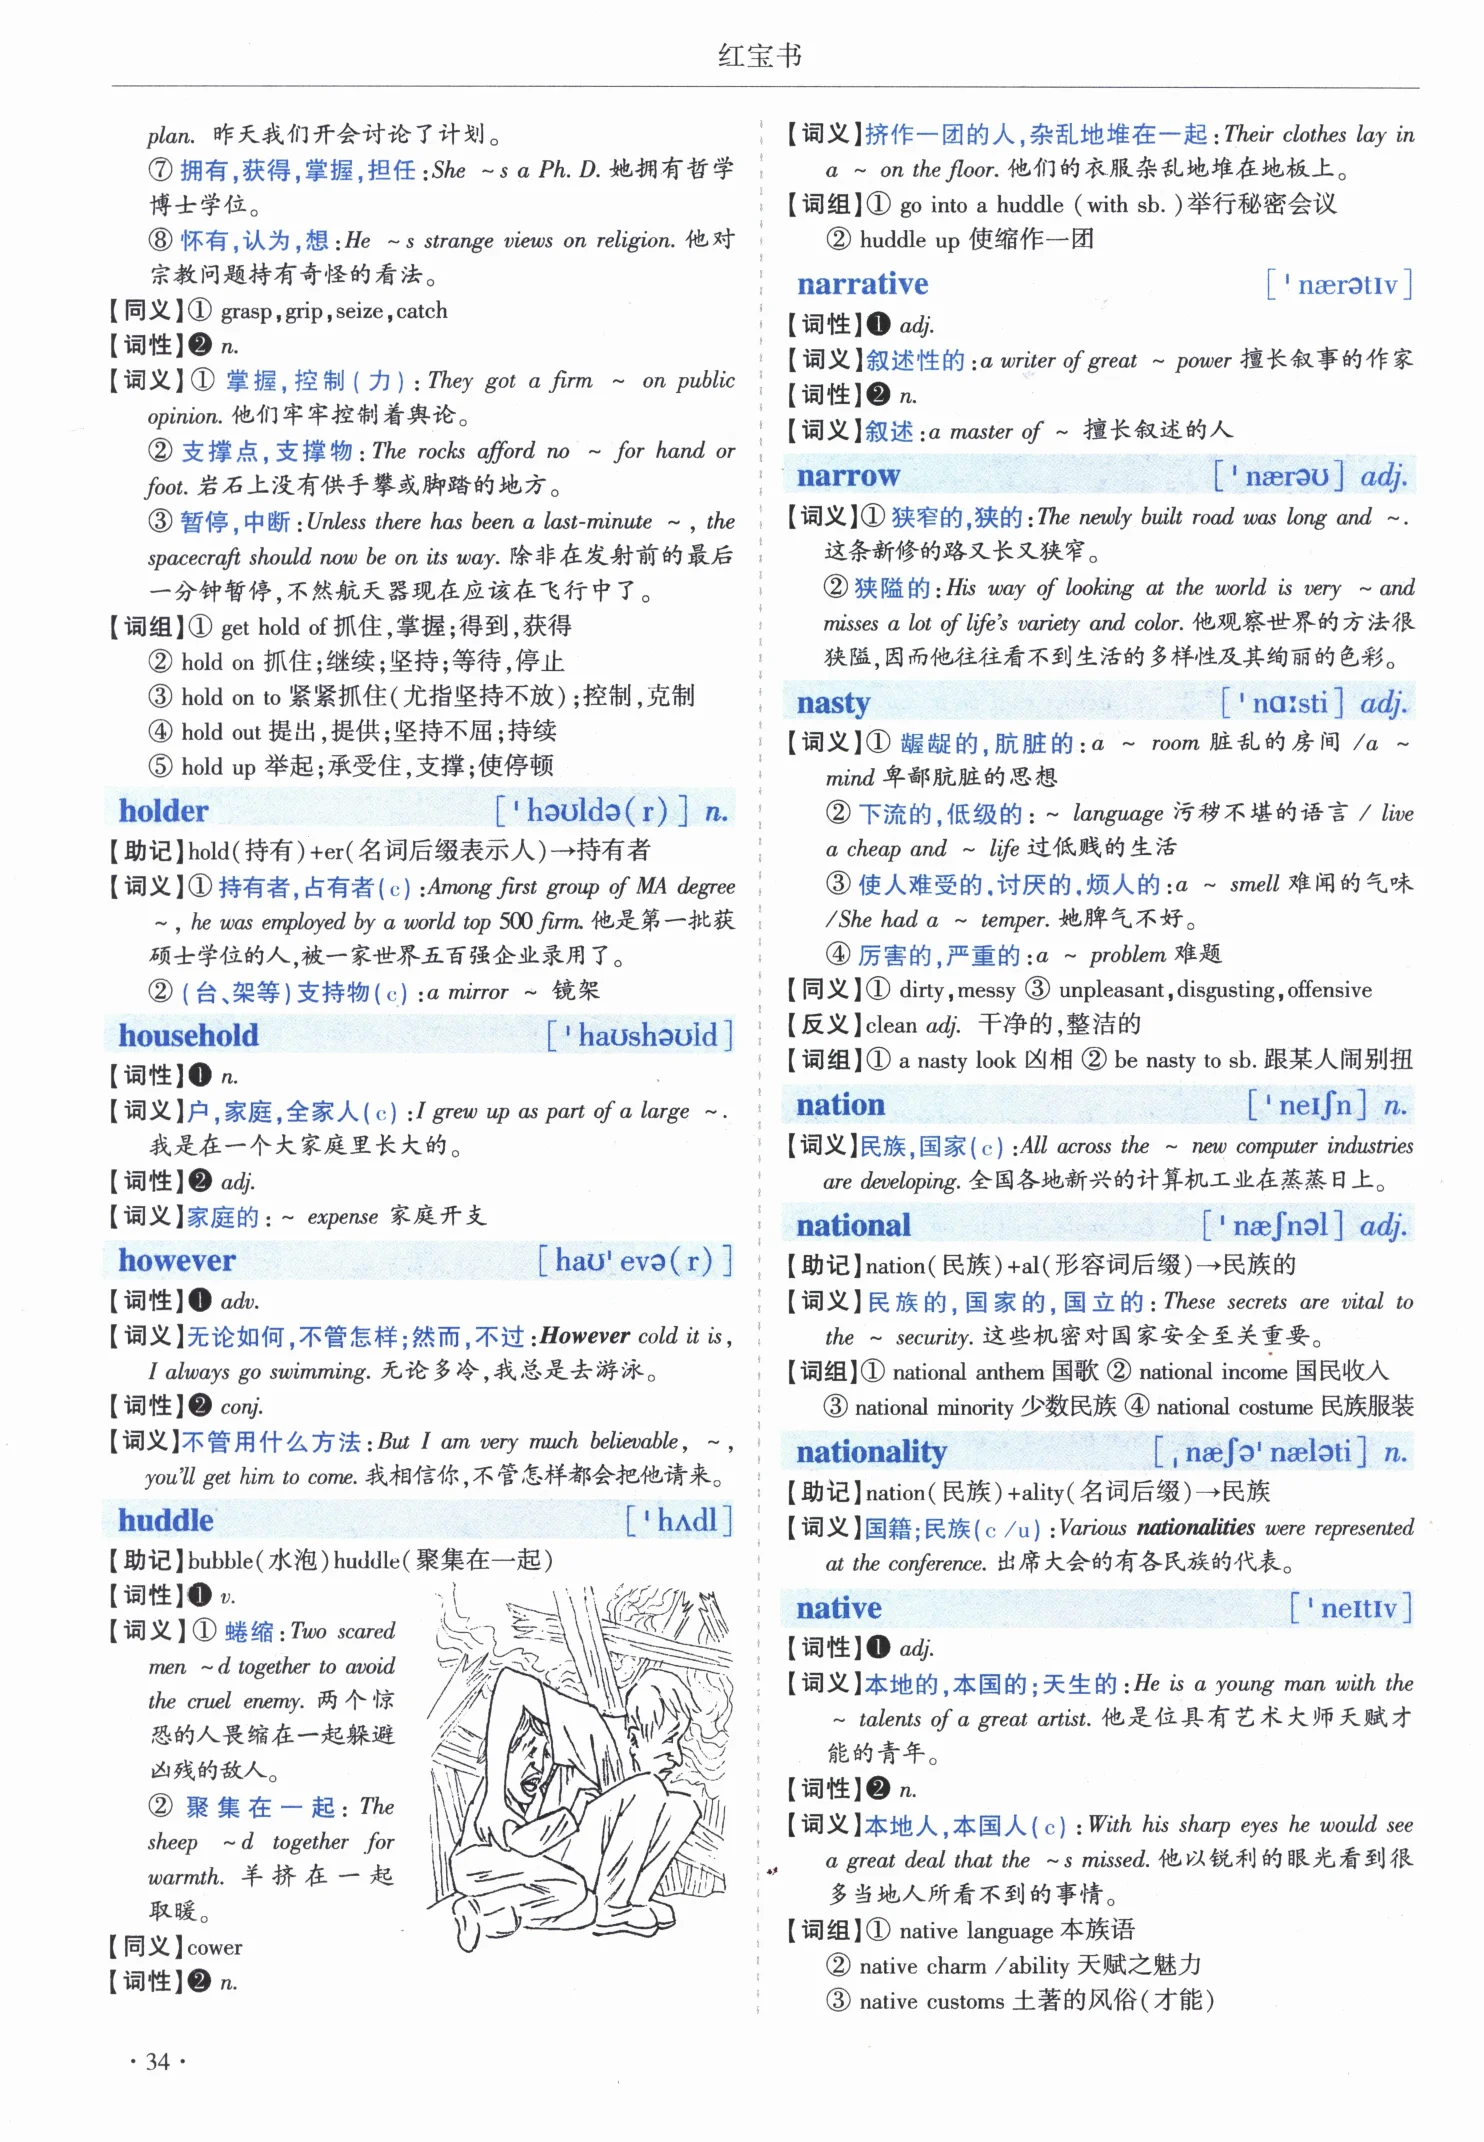 红宝书
plan. 昨天我们开会讨论了计划。
⑦ 拥有,获得,掌握,担任:She ~s a Ph. D. 她拥有哲学
博士学位。
⑧ 怀有,认为,想:He ~s strange views on religion. 他对
宗教问题持有奇怪的看法。
【同义】① grasp,grip,seize,catch
【词性】❷ n.
【词义】① 掌握,控制(力):They got a firm ~ on public
opinion. 他们牢牢控制着舆论。
② 支撑点,支撑物:The rocks afford no ~ for hand or
foot. 岩石上没有供手攀或脚踏的地方。
③ 暂停,中断:Unless there has been a last-minute ~, the
spacecraft should now be on its way. 除非在发射前的最后
一分钟暂停,不然航天器现在应该在飞行中了。
【词组】① get hold of 抓住,掌握;得到,获得
② hold on 抓住;继续;坚持;等待,停止
③ hold on to 紧紧抓住(尤指坚持不放);控制,克制
④ hold out 提出,提供;坚持不屈;持续
⑤ hold up 举起;承受住,支撑;使停顿
holder [ˈhəʊldə(r)] n.
【助记】hold(持有)+er(名词后缀表示人)→持有者
【词义】① 持有者,占有者(c):Among first group of MA degree
~, he was employed by a world top 500 firm. 他是第一批获
硕士学位的人,被一家世界五百强企业录用了。
② (台、架等)支持物(c):a mirror ~ 镜架
household [ˈhaʊshəʊld]
【词性】❶ n.
【词义】户,家庭,全家人(c):I grew up as part of a large ~.
我是在一个大家庭里长大的。
【词性】❷ adj.
【词义】家庭的:~ expense 家庭开支
however [haʊˈevə(r)]
【词性】❶ adv.
【词义】无论如何,不管怎样;然而,不过:However cold it is,
I always go swimming. 无论多冷,我总是去游泳。
【词性】❷ conj.
【词义】不管用什么方法:But I am very much believable, ~,
you'll get him to come. 我相信你,不管怎样都会把他请来。
huddle [ˈhʌdl]
【助记】bubble(水泡)huddle(聚集在一起)
【词性】❶ v.
【词义】① 蜷缩:Two scared
men ~d together to avoid
the cruel enemy. 两个惊
恐的人畏缩在一起躲避
凶残的敌人。
② 聚集在一起:The
sheep ~d together for
warmth. 羊挤在一起
取暖。
【同义】cower
【词性】❷ n.
· 34 ·
【词义】挤作一团的人,杂乱地堆在一起:Their clothes lay in
a ~ on the floor. 他们的衣服杂乱地堆在地板上。
【词组】① go into a huddle (with sb.)举行秘密会议
② huddle up 使缩作一团
narrative [ˈnærətɪv]
【词性】❶ adj.
【词义】叙述性的:a writer of great ~ power 擅长叙事的作家
【词性】❷ n.
【词义】叙述:a master of ~ 擅长叙述的人
narrow [ˈnærəʊ] adj.
【词义】① 狭窄的,狭的:The newly built road was long and ~.
这条新修的路又长又狭窄。
② 狭隘的:His way of looking at the world is very ~ and
misses a lot of life's variety and color. 他观察世界的方法很
狭隘,因而他往往看不到生活的多样性及其绚丽的色彩。
nasty [ˈnɑːsti] adj.
【词义】① 龌龊的,肮脏的:a ~ room 脏乱的房间 /a ~
mind 卑鄙肮脏的思想
② 下流的,低级的:~ language 污秽不堪的语言 / live
a cheap and ~ life 过低贱的生活
③ 使人难受的,讨厌的,烦人的:a ~ smell 难闻的气味
/She had a ~ temper. 她脾气不好。
④ 厉害的,严重的:a ~ problem 难题
【同义】① dirty,messy ③ unpleasant,disgusting,offensive
【反义】clean adj. 干净的,整洁的
【词组】① a nasty look 凶相 ② be nasty to sb. 跟某人闹别扭
nation [ˈneɪʃn] n.
【词义】民族,国家(c):All across the ~ new computer industries
are developing. 全国各地新兴的计算机工业在蒸蒸日上。
national [ˈnæʃnəl] adj.
【助记】nation(民族)+al(形容词后缀)→民族的
【词义】民族的,国家的,国立的:These secrets are vital to
the ~ security. 这些机密对国家安全至关重要。
【词组】① national anthem 国歌 ② national income 国民收入
③ national minority 少数民族 ④ national costume 民族服装
nationality [ˌnæʃəˈnæləti] n.
【助记】nation(民族)+ality(名词后缀)→民族
【词义】国籍;民族(c/u):Various nationalities were represented
at the conference. 出席大会的有各民族的代表。
native [ˈneɪtɪv]
【词性】❶ adj.
【词义】本地的,本国的;天生的:He is a young man with the
~ talents of a great artist. 他是位具有艺术大师天赋才
能的青年。
【词性】❷ n.
【词义】本地人,本国人(c):With his sharp eyes he would see
a great deal that the ~s missed. 他以锐利的眼光看到很
多当地人所看不到的事情。
【词组】① native language 本族语
② native charm /ability 天赋之魅力
③ native customs 土著的风俗(才能)